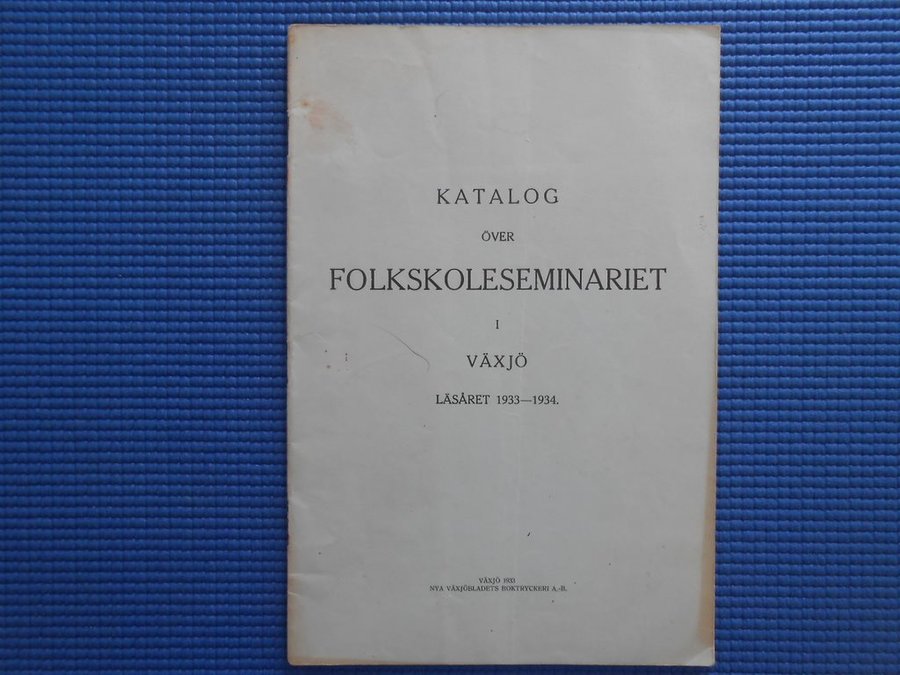 KATALOG
ÖVER
FOLKSKOLESEMINARIET
I
VÄXJÖ
LÄSÅRET 1933—1934.
VÄXJÖ 1933
NYA VÄXJÖBLADETS BOKTRYCKERI A.-B.